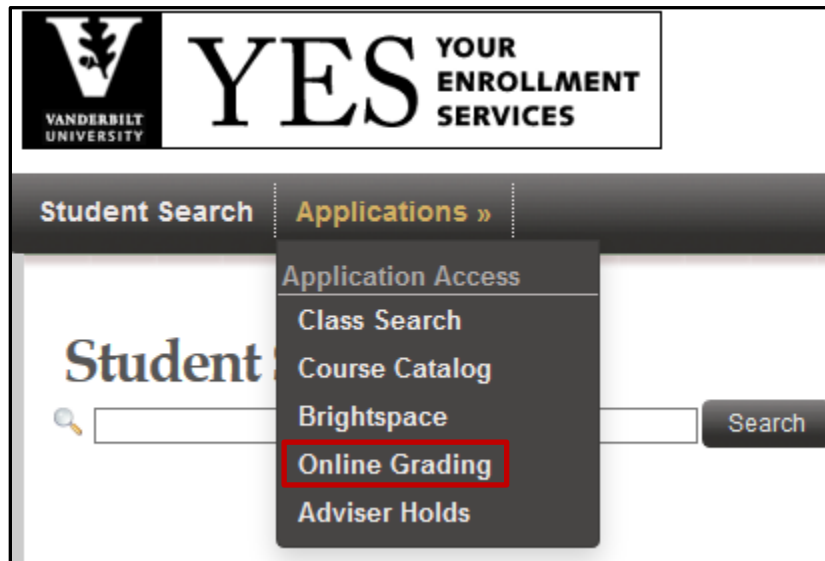 VANDERBILT
UNIVERSITY
YES
YOUR
ENROLLMENT
SERVICES
Student Search
Applications »
Application Access
Class Search
Student
Course Catalog
Brightspace
Search
Online Grading
Adviser Holds